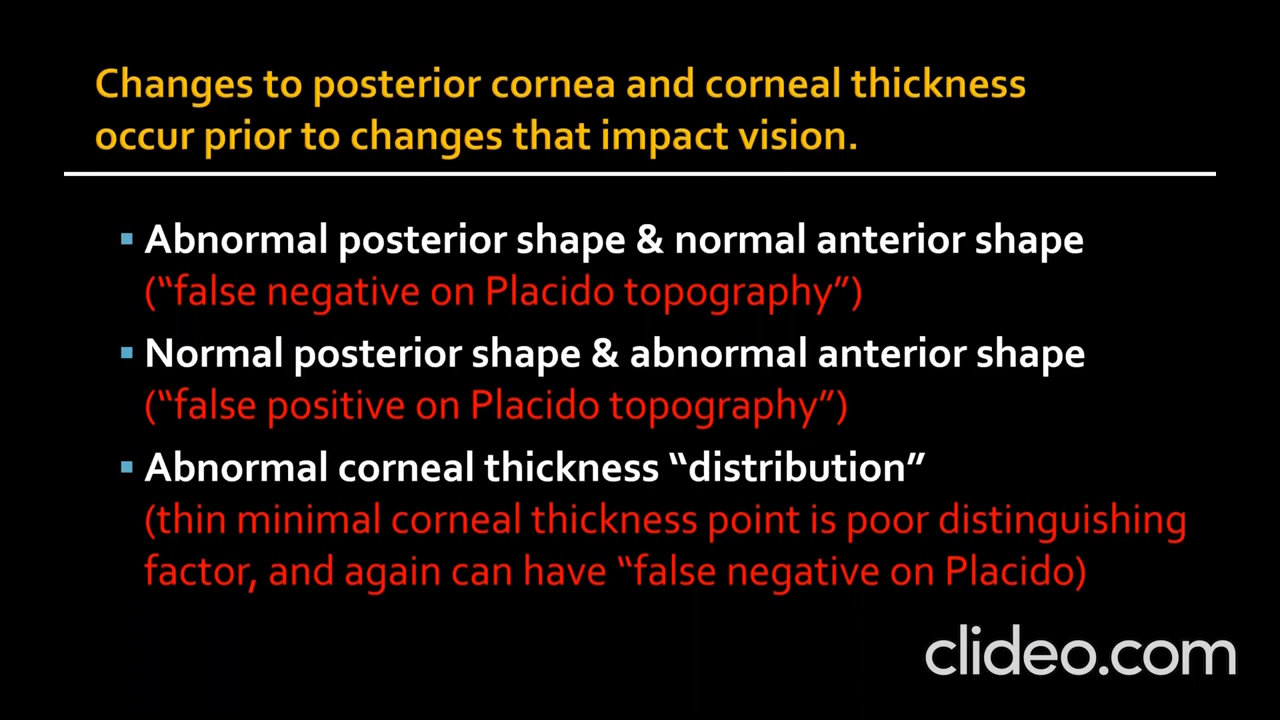 Changes to posterior cornea and corneal thickness
occur prior to changes that impact vision.
▪ Abnormal posterior shape & normal anterior shape
(“false negative on Placido topography”)
▪ Normal posterior shape & abnormal anterior shape
(“false positive on Placido topography”)
▪ Abnormal corneal thickness “distribution”
(thin minimal corneal thickness point is poor distinguishing
factor, and again can have “false negative on Placido)
clideo.com